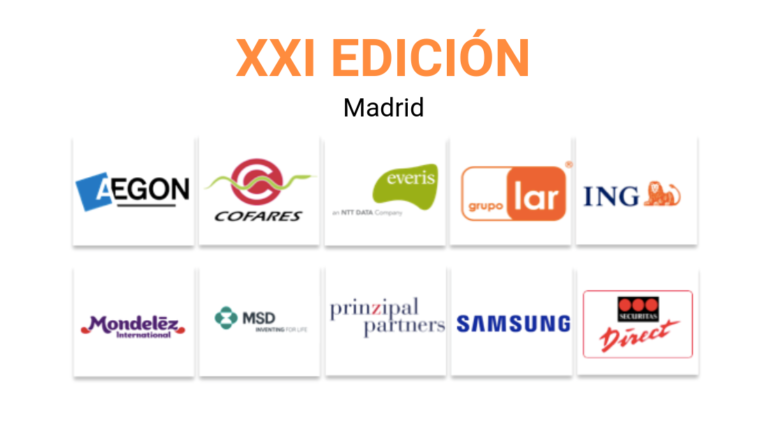 XXI EDICIÓN
Madrid
AEGON
COFARES
everis
an NTT DATA Company
grupo lar ®
ING
Mondelēz
International
MSD
INVENTING FOR LIFE
prinzipal
partners
SAMSUNG
SECURITAS
Direct